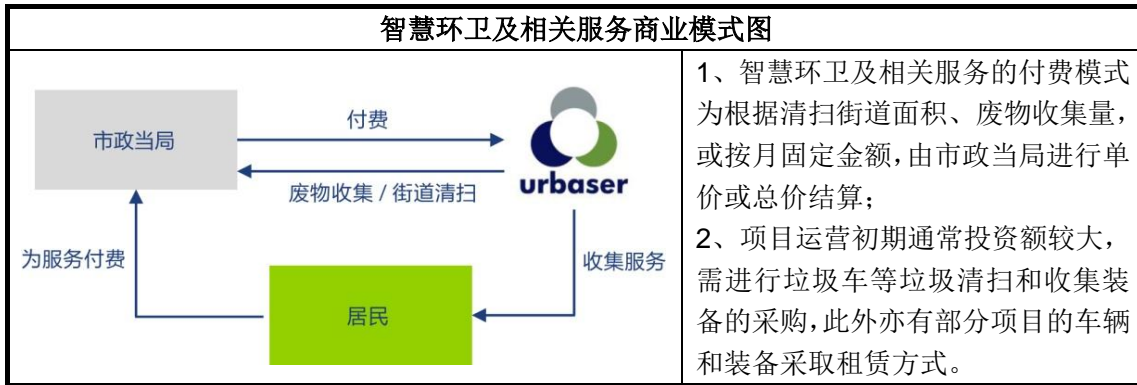 智慧环卫及相关服务商业模式图
市政当局
付费
urbaser
废物收集 / 街道清扫
为服务付费
收集服务
居民
1、智慧环卫及相关服务的付费模式
为根据清扫街道面积、废物收集量，
或按月固定金额，由市政当局进行单
价或总价结算；
2、项目运营初期通常投资额较大，
需进行垃圾车等垃圾清扫和收集装
备的采购，此外亦有部分项目的车辆
和装备采取租赁方式。